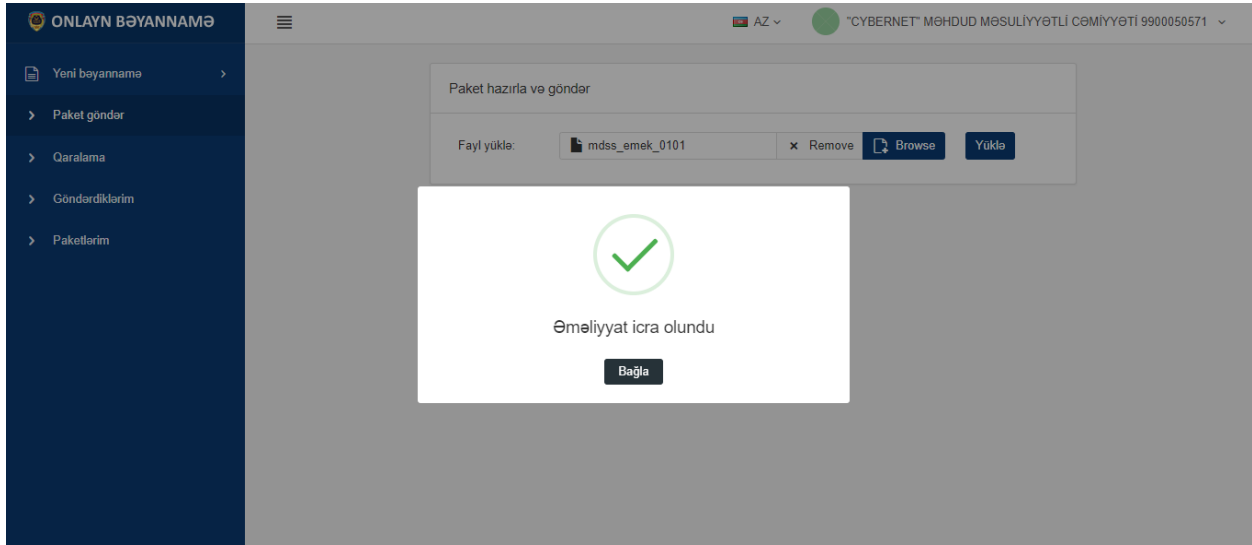 ONLAYN BƏYANNAMƏ
AZ
"CYBERNET" MƏHDUD MƏSULİYYƏTLİ CƏMİYYƏTİ 9900050571
Yeni bəyannamə
Paket göndər
Qaralama
Göndərdiklərim
Paketlərim
Paket hazırla və göndər
Fayl yüklə:
mdss_emek_0101
Remove
Browse
Yüklə
Əməliyyat icra olundu
Bağla